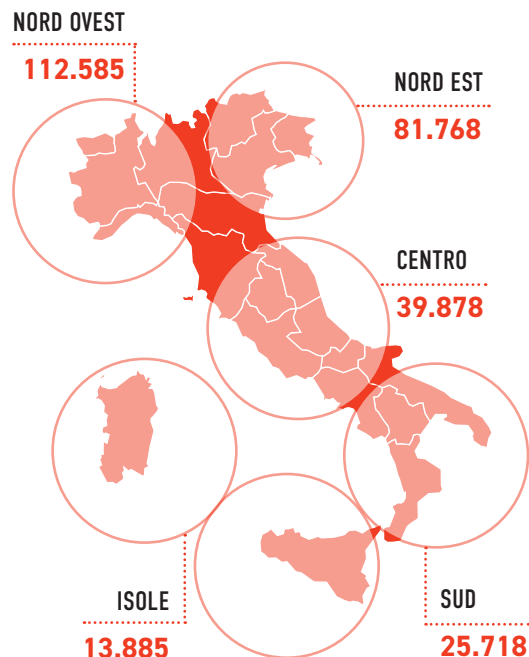 NORD OVEST
112.585
NORD EST
81.768
CENTRO
39.878
ISOLE
13.885
SUD
25.718